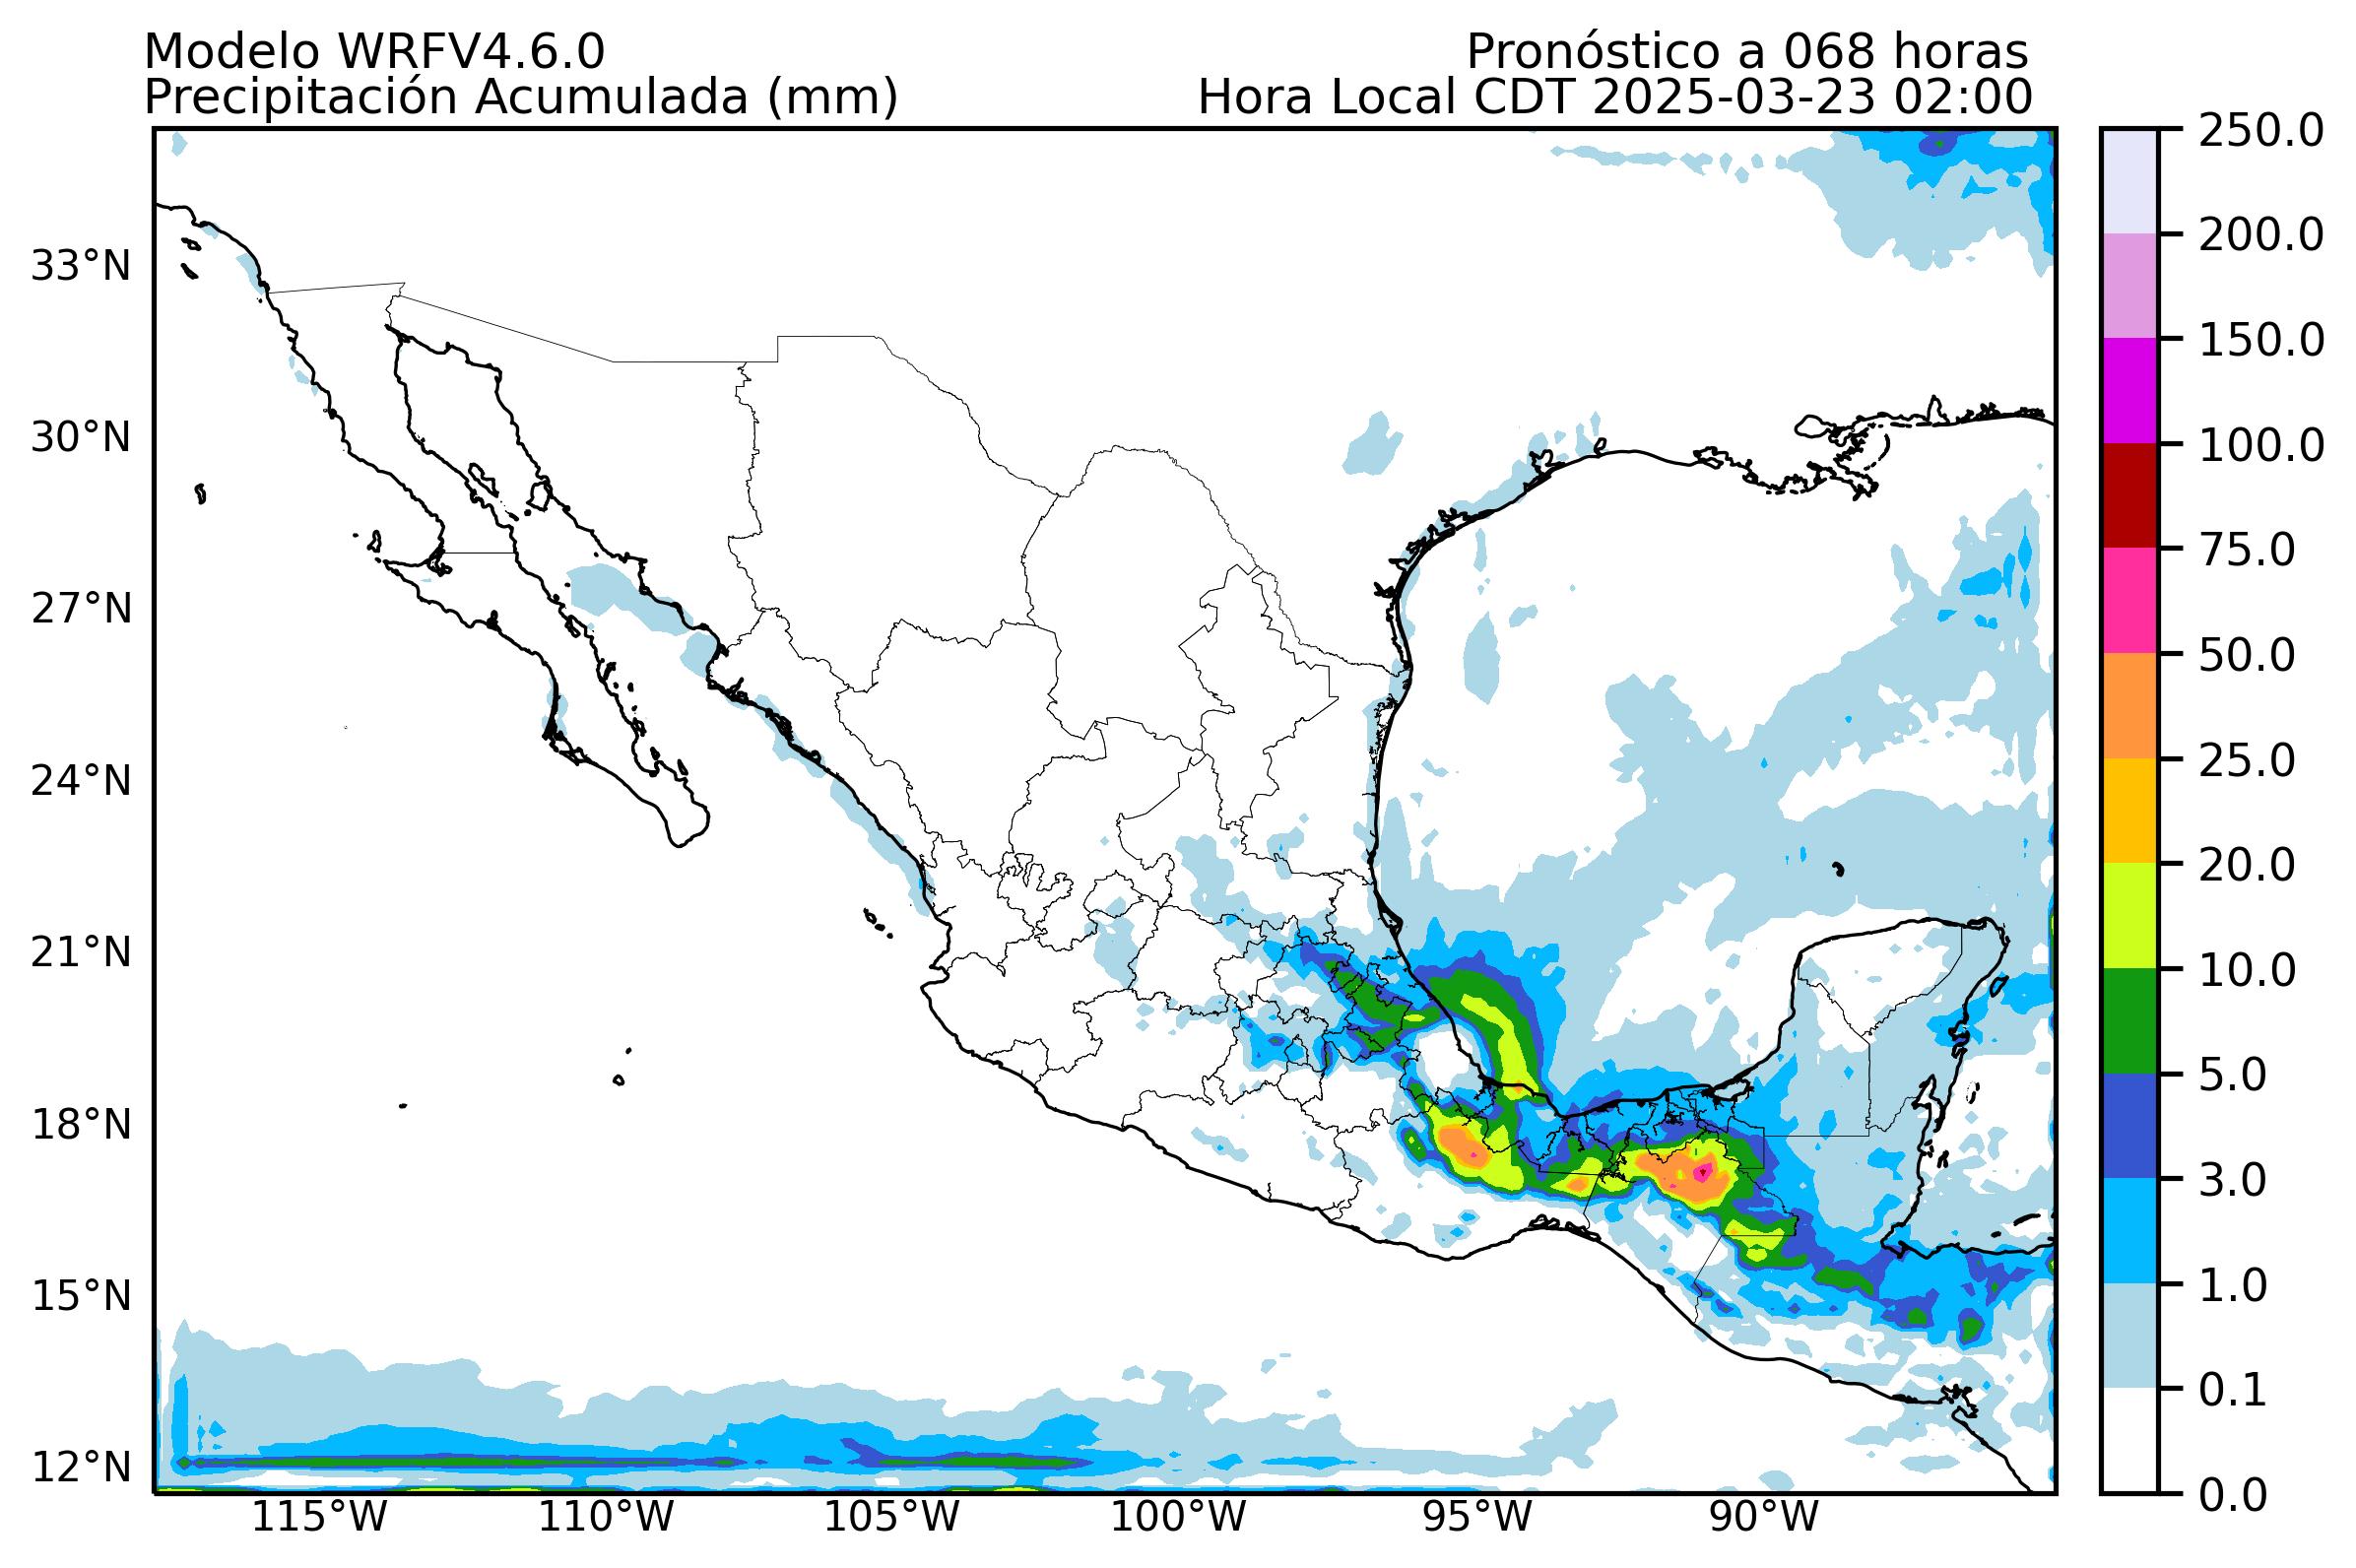 Modelo WRFV4.6.0
Pronóstico a 068 horas
Precipitación Acumulada (mm)
Hora Local CDT 2025-03-23 02:00
33°N
30°N
27°N
24°N
21°N
18°N
15°N
12°N
115°W
110°W
105°W
100°W
95°W
90°W
250.0
200.0
150.0
100.0
75.0
50.0
25.0
20.0
10.0
5.0
3.0
1.0
0.1
0.0